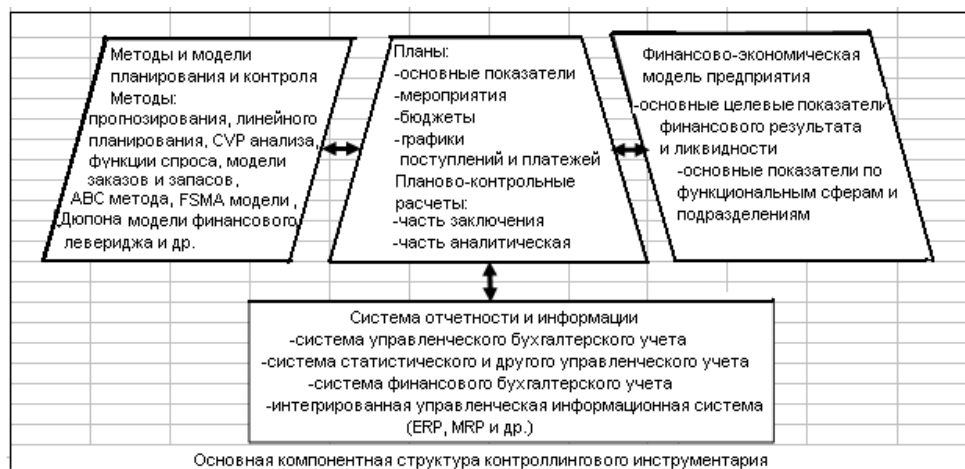 Методы и модели
планирования и контроля
Методы:
прогнозирования, линейного
планирования, CVP анализа,
функции спроса, модели
заказов и запасов,
ABC метода, FSMA модели,
Дюпона модели финансового
левериджа и др.
Планы:
-основные показатели
-мероприятия
-бюджеты
-графики
поступлений и платежей
Планово-контрольные
расчеты:
-часть заключения
-часть аналитическая
Финансово-экономическая
модель предприятия
-основные целевые показатели
финансового результата
и ликвидности
-основные показатели по
функциональным сферам и
подразделениям
Система отчетности и информации
-система управленческого бухгалтерского учета
-система статистического и другого управленческого учета
-система финансового бухгалтерского учета
-интегрированная управленческая информационная система
(ERP, MRP и др.)
Основная компонентная структура контроллингового инструментария